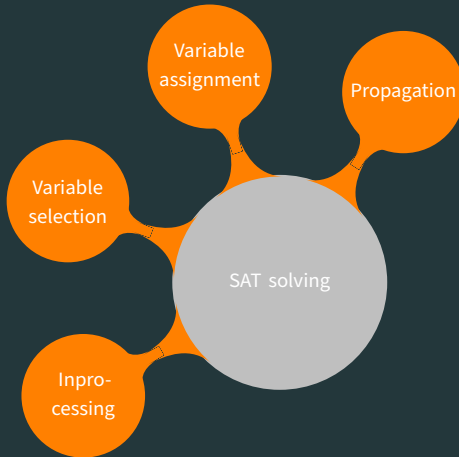 Variable
assignment
Propagation
Variable
selection
SAT solving
Inpro-
cessing